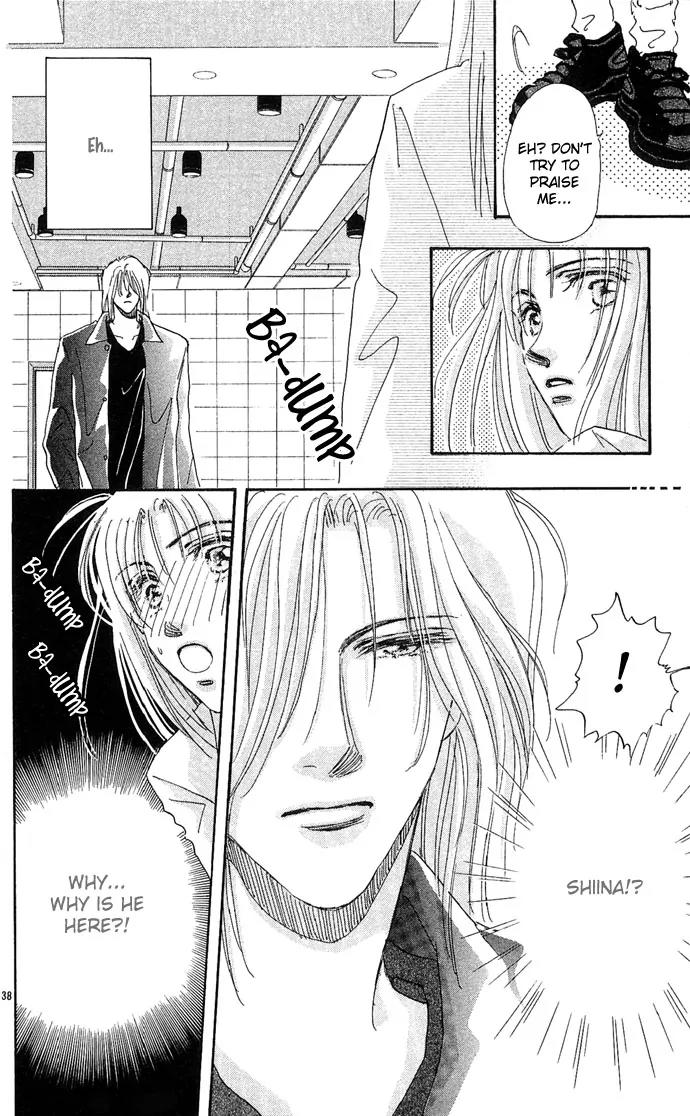 EH? DON'T
TRY TO
PRAISE
ME...
Eh...
Ba-dump
!
SHIINA!?
Ba-dump
Ba-dump
WHY...
WHY IS HE
HERE?!
38